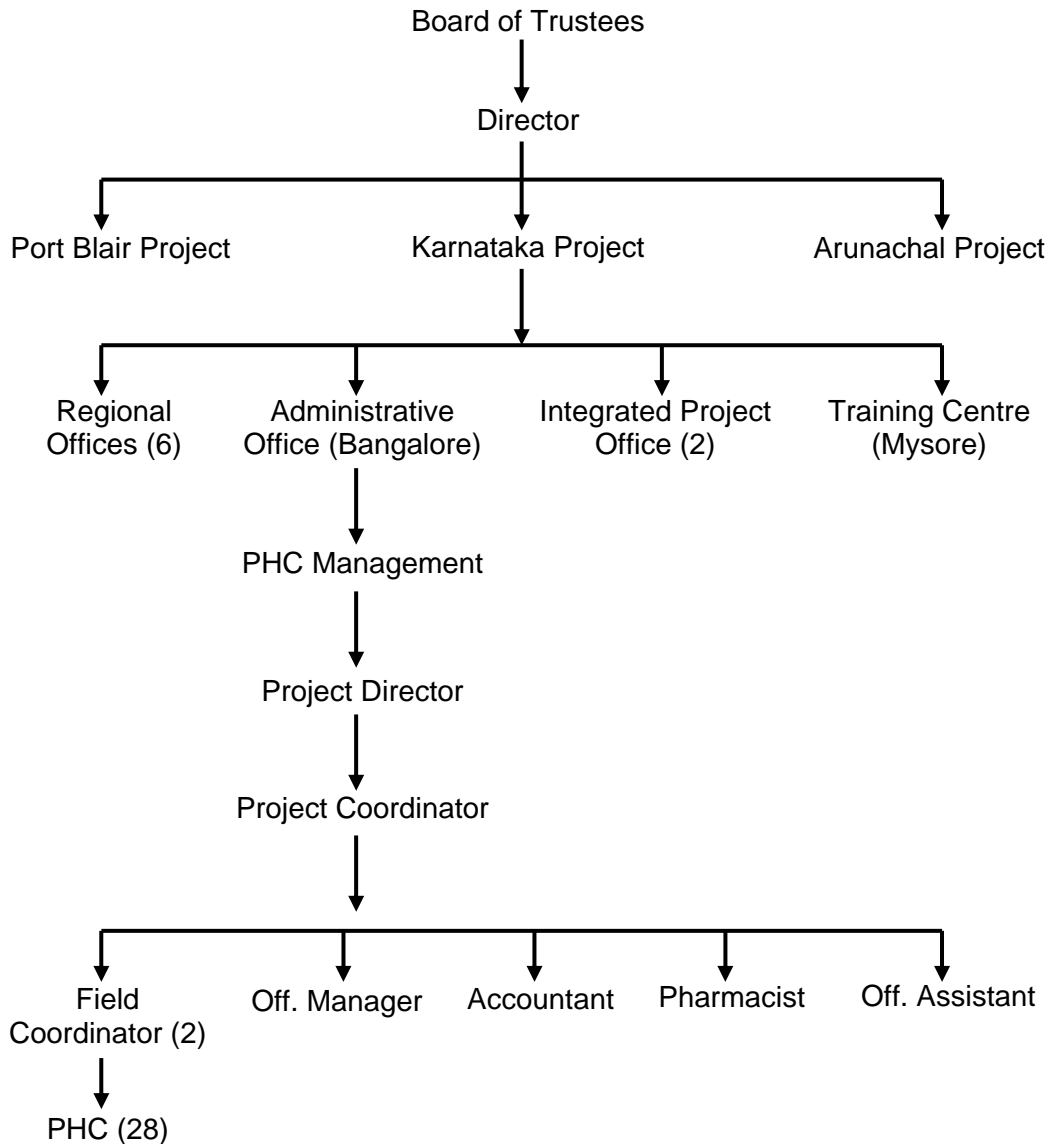 Board of Trustees
Director
Port Blair Project
Karnataka Project
Arunachal Project
Regional
Offices (6)
Administrative
Office (Bangalore)
Integrated Project
Office (2)
Training Centre
(Mysore)
PHC Management
Project Director
Project Coordinator
Field
Coordinator (2)
Off. Manager
Accountant
Pharmacist
Off. Assistant
PHC (28)